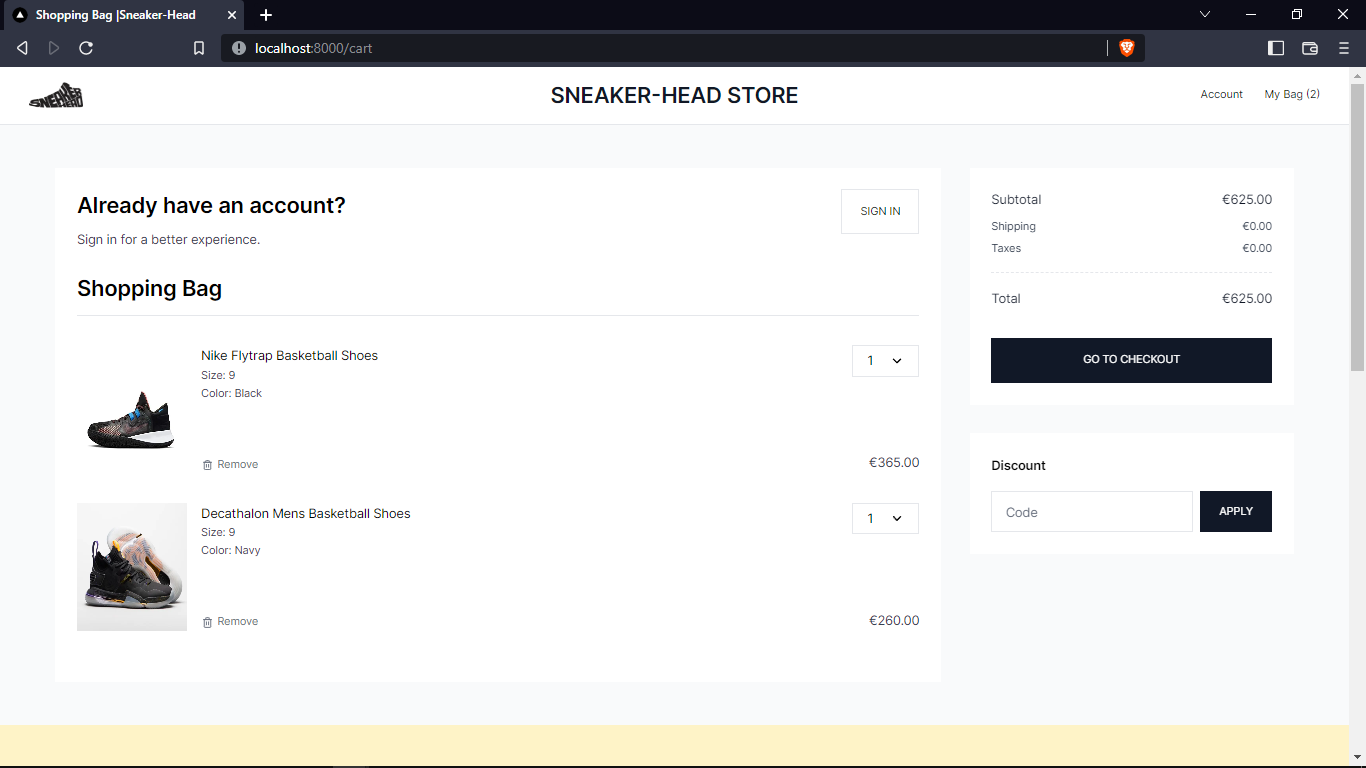 Shopping Bag |Sneaker-Head
localhost:8000/cart
SNEAKER HEAD
SNEAKER-HEAD STORE
Account
My Bag (2)
Already have an account?
SIGN IN
Sign in for a better experience.
Shopping Bag
Nike Flytrap Basketball Shoes
1
Size: 9
Color: Black
Remove
€365.00
Decathalon Mens Basketball Shoes
1
Size: 9
Color: Navy
Remove
€260.00
Subtotal €625.00
Shipping €0.00
Taxes €0.00
Total €625.00
GO TO CHECKOUT
Discount
Code
APPLY